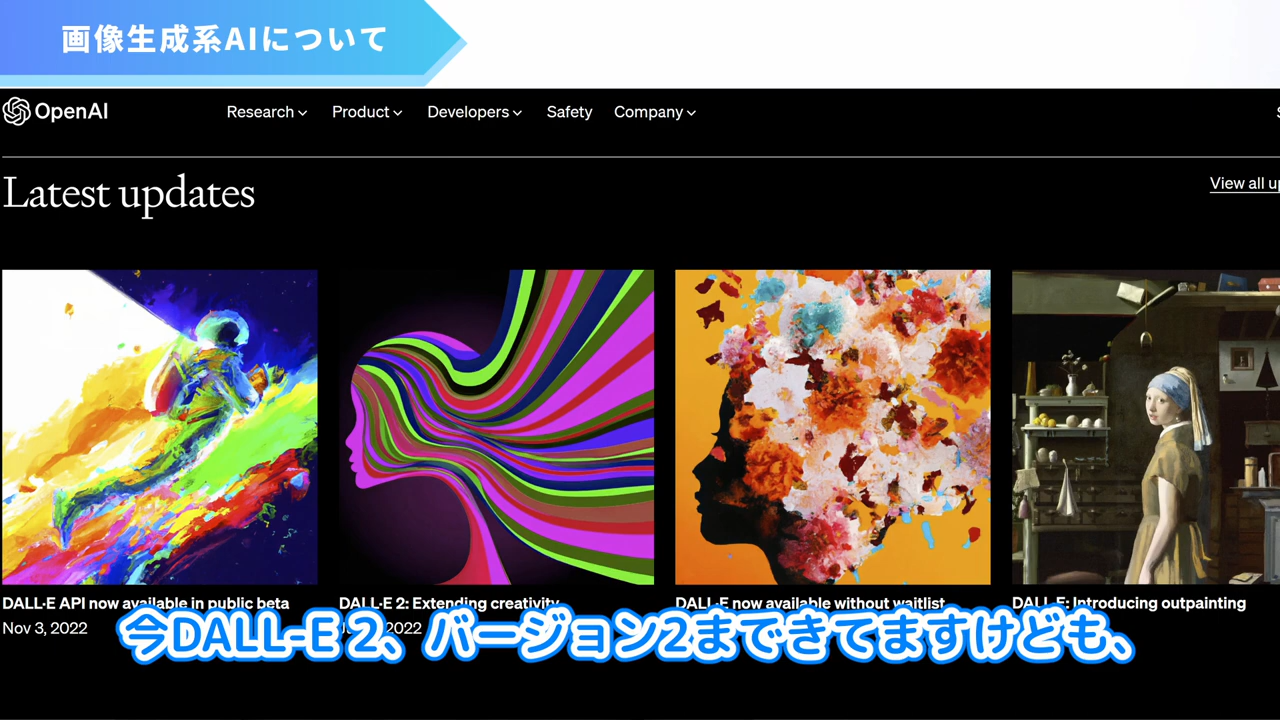 画像生成系AIについて
OpenAI
Research
Product
Developers
Safety
Company
Latest updates
View all
DALL·E API now available in public beta
DALL·E 2: Extending creativity
DALL·E now available without waitlist
DALL·E: Introducing outpainting
Nov 3, 2022
2022
今DALL-E 2、バージョン2まできてますけども、